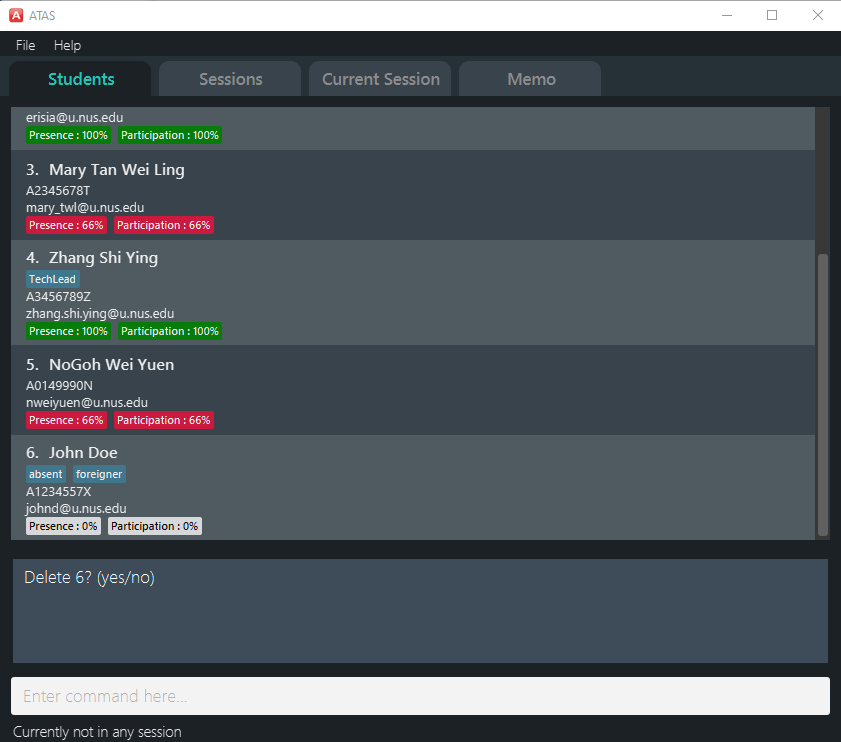 A ATAS
File Help
Students Sessions Current Session Memo
erisia@u.nus.edu
Presence : 100% Participation : 100%
3. Mary Tan Wei Ling
A2345678T
mary_twl@u.nus.edu
Presence : 66% Participation : 66%
4. Zhang Shi Ying
TechLead
A3456789Z
zhang.shi.ying@u.nus.edu
Presence : 100% Participation : 100%
5. NoGoh Wei Yuen
A0149990N
nweiyuen@u.nus.edu
Presence : 66% Participation : 66%
6. John Doe
absent foreigner
A1234557X
johnd@u.nus.edu
Presence : 0% Participation : 0%
Delete 6? (yes/no)
Enter command here...
Currently not in any session